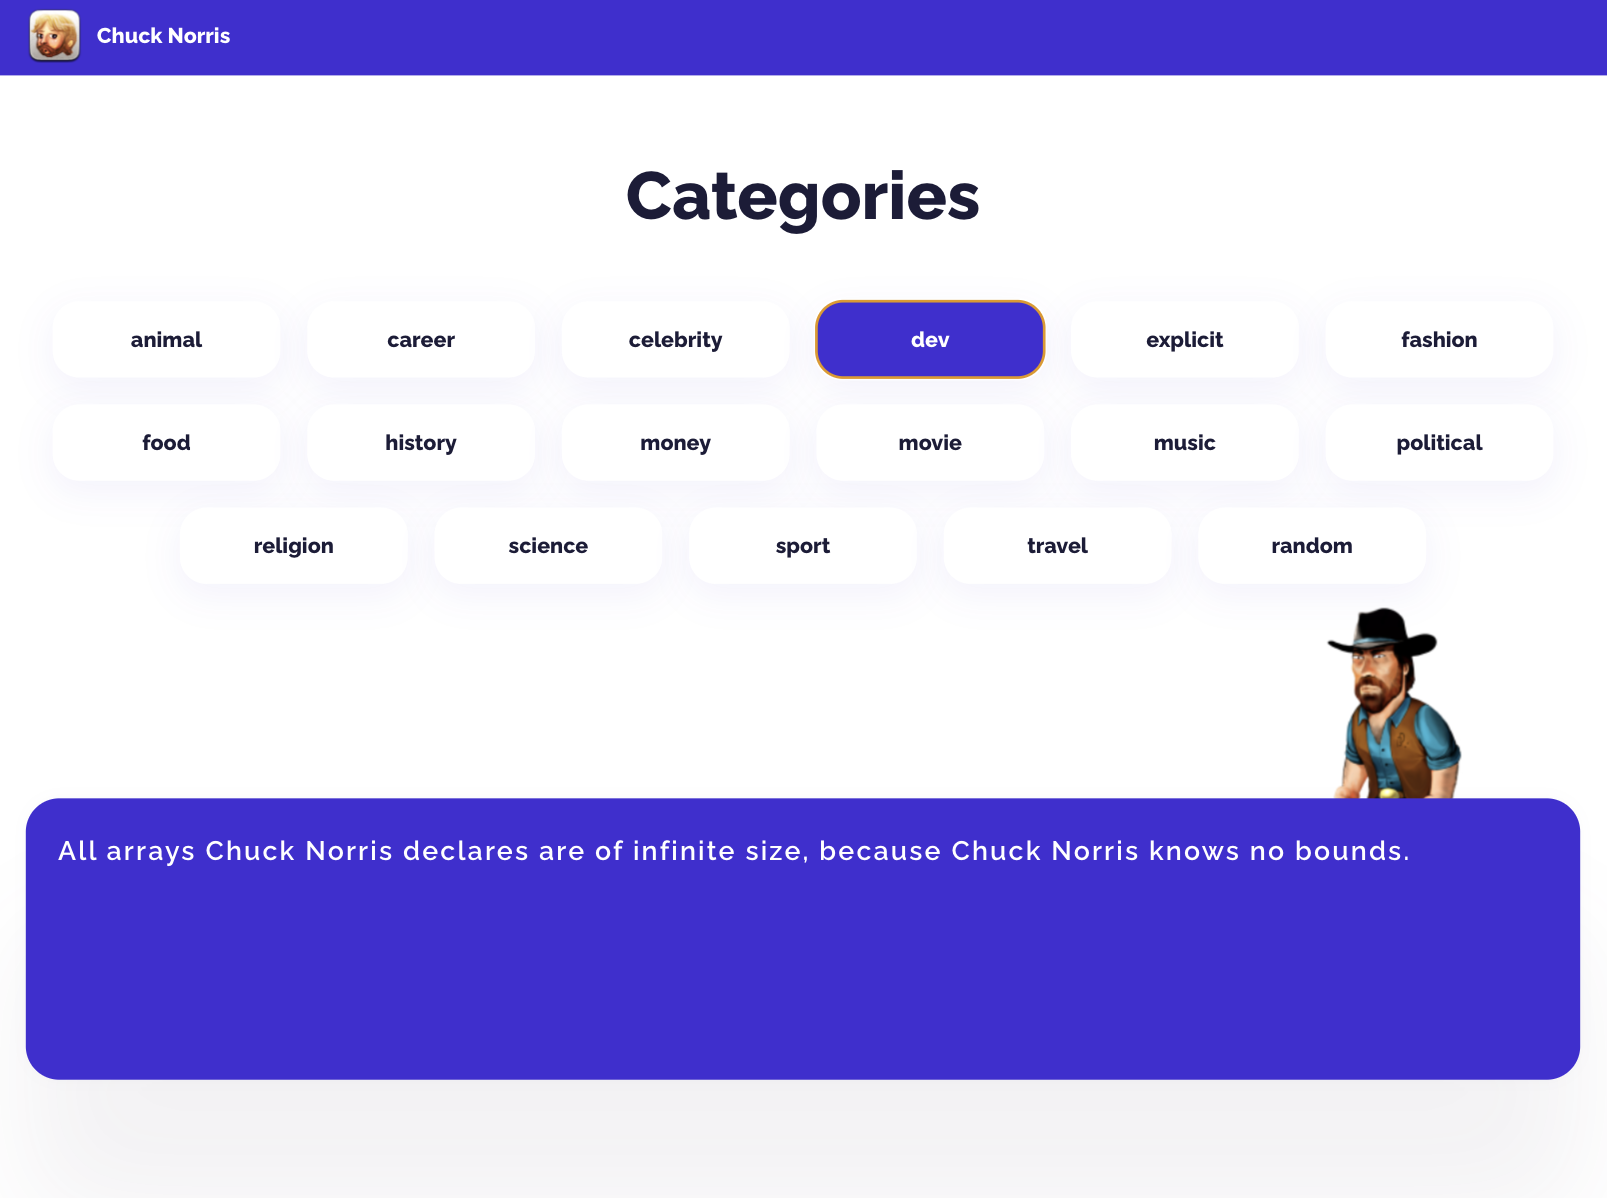 Chuck Norris
Categories
animal
career
celebrity
dev
explicit
fashion
food
history
money
movie
music
political
religion
science
sport
travel
random
All arrays Chuck Norris declares are of infinite size, because Chuck Norris knows no bounds.